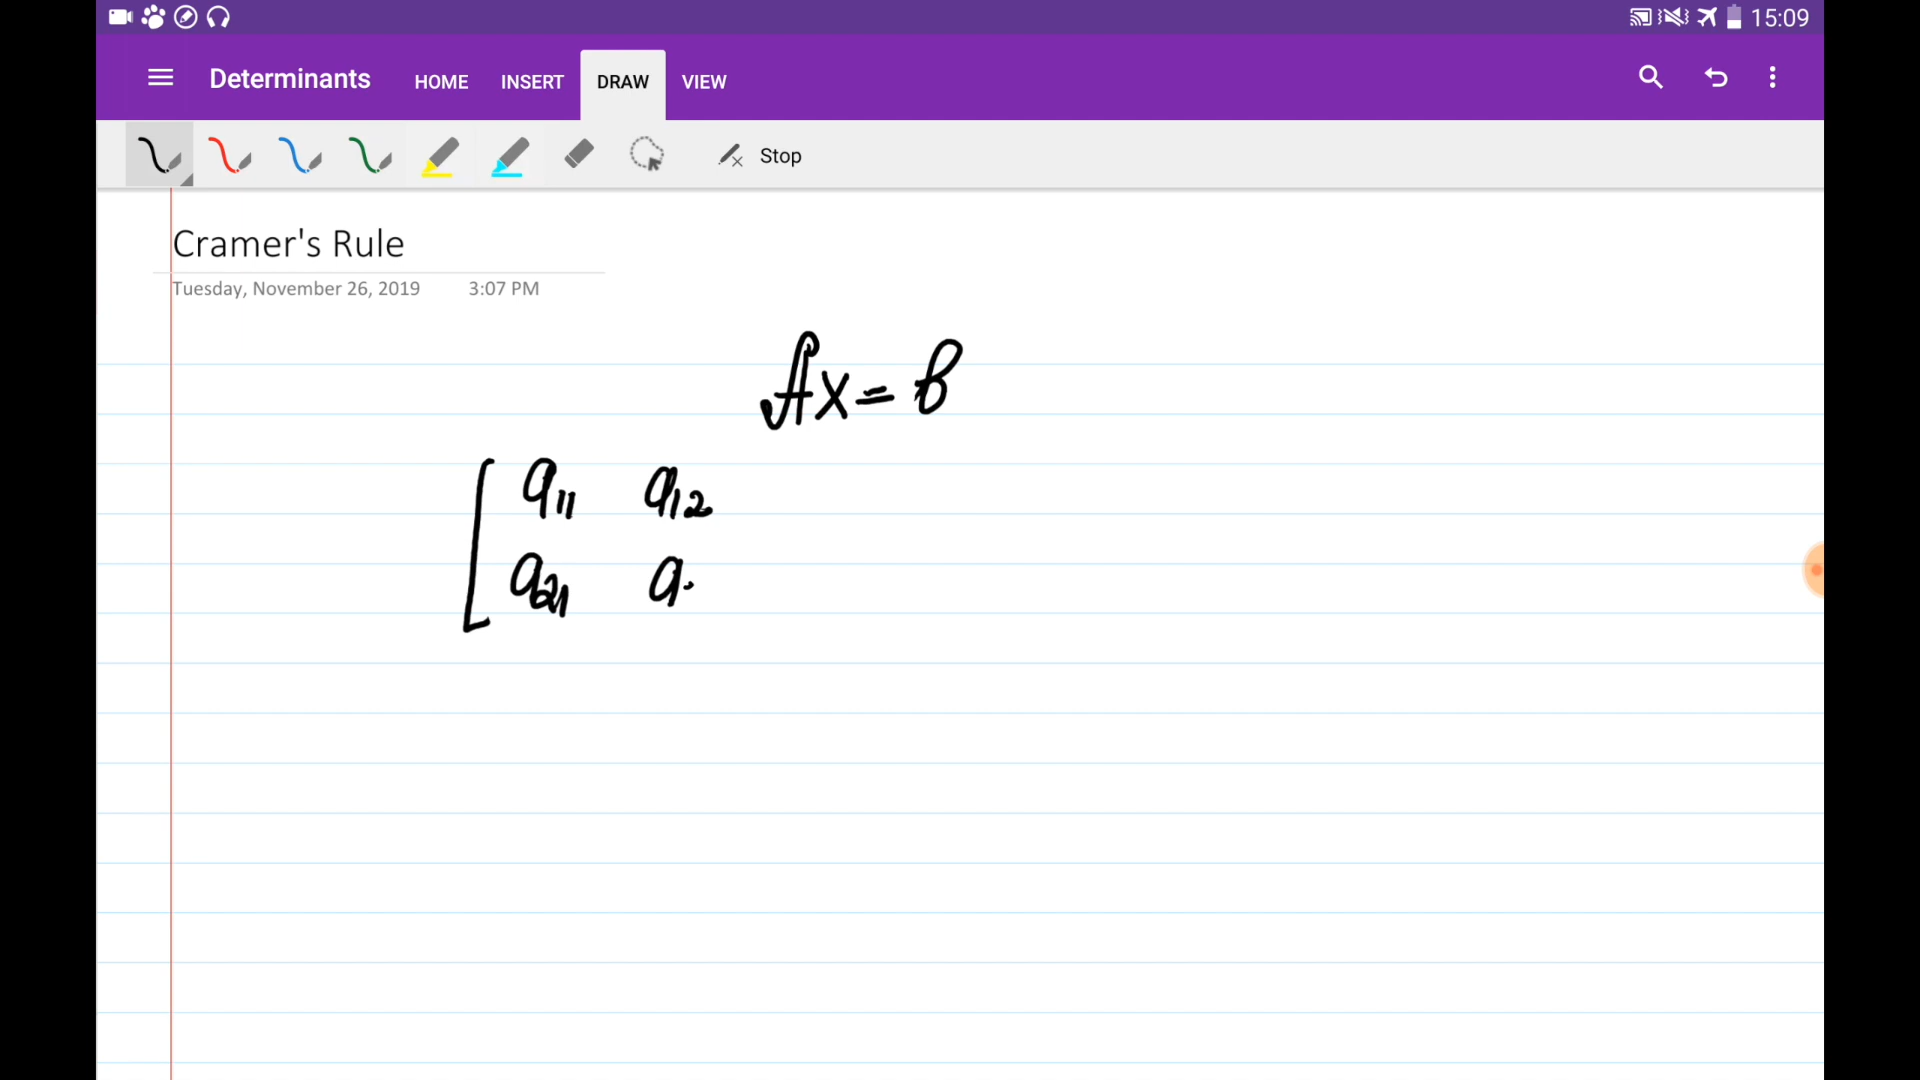 15:09
Determinants HOME INSERT DRAW VIEW
Stop
Cramer's Rule
Tuesday, November 26, 2019 3:07 PM
Ax = b
a11 a12
a21 a